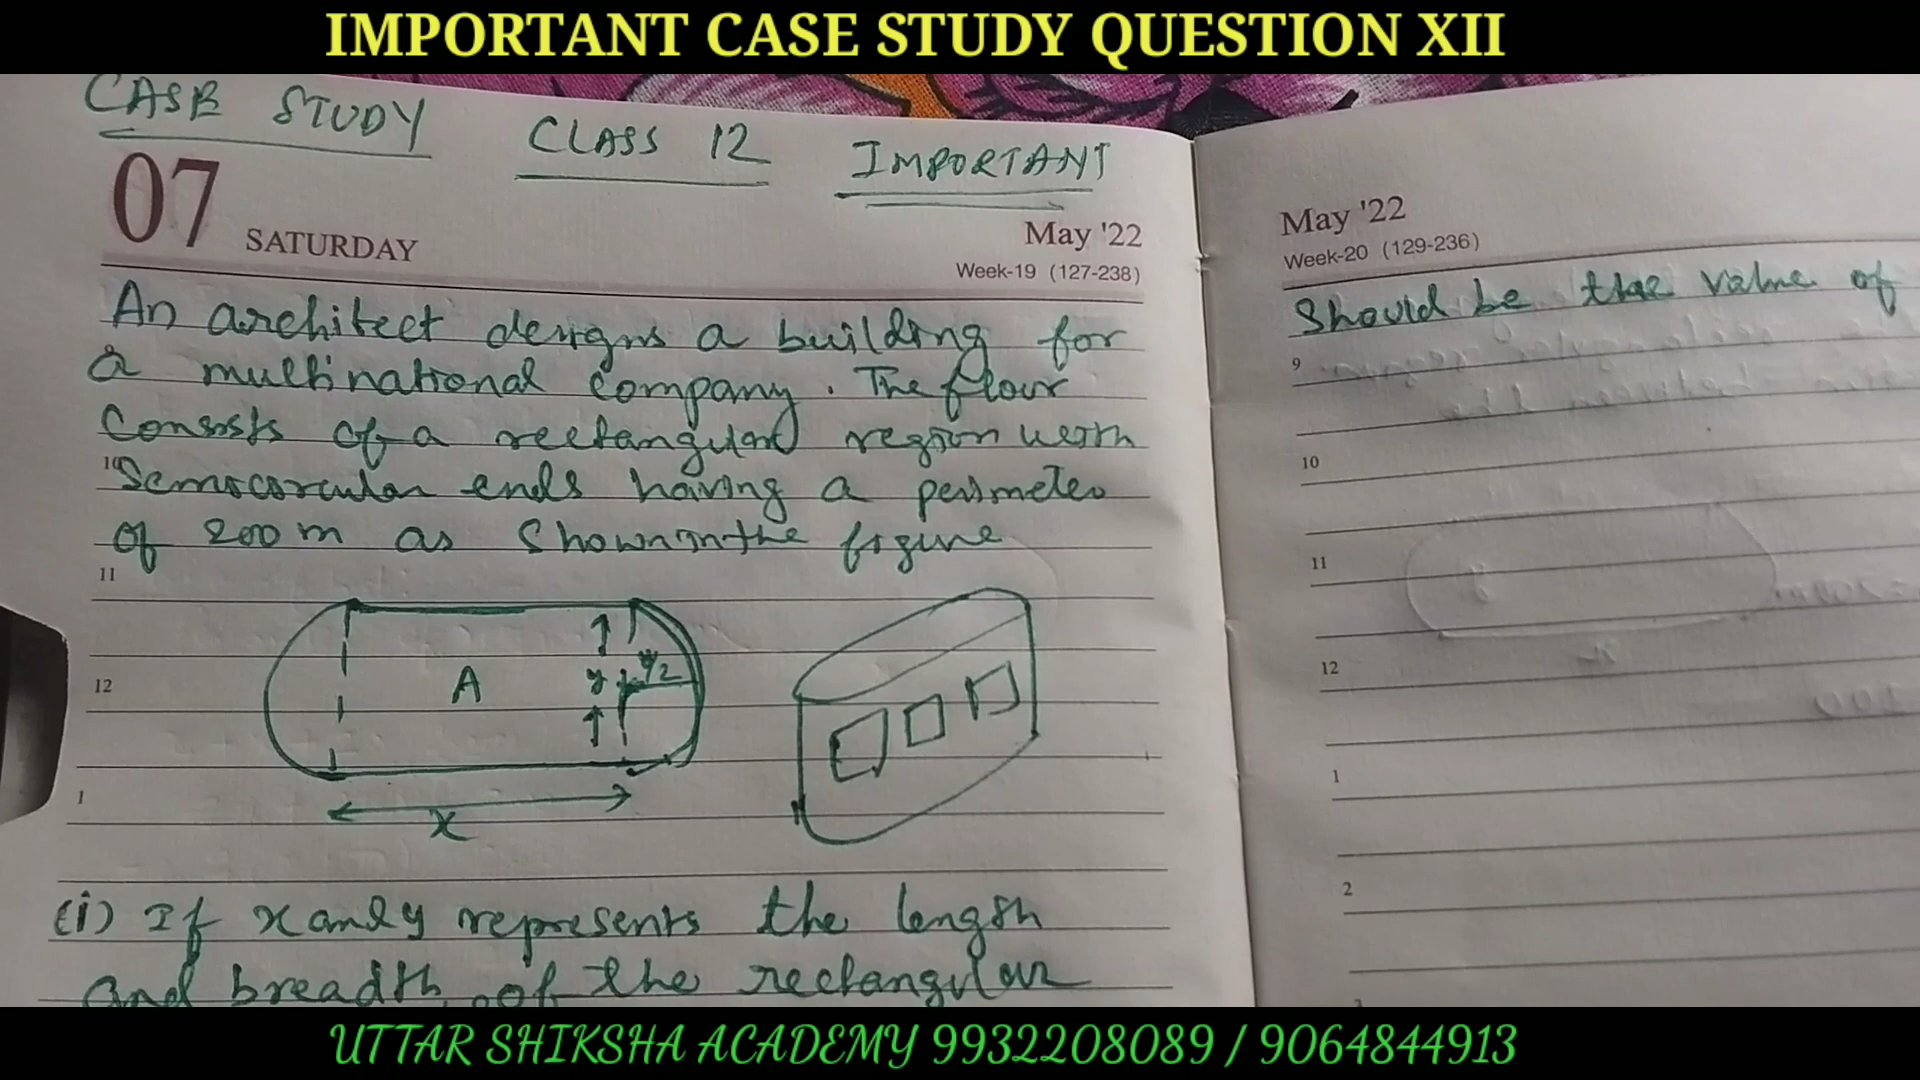 IMPORTANT CASE STUDY QUESTION XII
CASE STUDY CLASS 12 IMPORTANT
07 SATURDAY
May '22
Week-19 (127-238)
An architect designs a building for
a multinational company. The floor
Consists of a rectangular region with
10
Semicircular ends having a perimeter
of 200 m as Shown in the figure
11
12
A
y
y/2
1
x
(i) If x and y represents the length
and breadth of the rectangular
May '22
Week-20 (129-236)
Should be the value of
9
10
11
12
1
2
UTTAR SHIKSHA ACADEMY 9932208089 / 9064844913